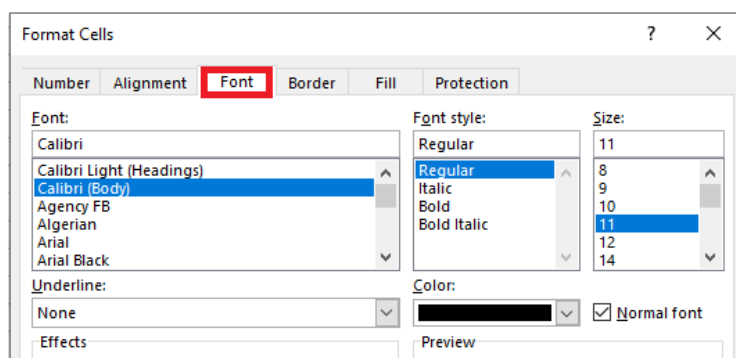 Format Cells ? ×
Number Alignment Font Border Fill Protection
Font: Font style: Size:
Calibri Regular 11
Calibri Light (Headings) Regular 8
Calibri (Body) Italic 9
Agency FB Bold 10
Algerian Bold Italic 11
Arial 12
Arial Black 14
Underline: Color:
None Normal font
Effects Preview